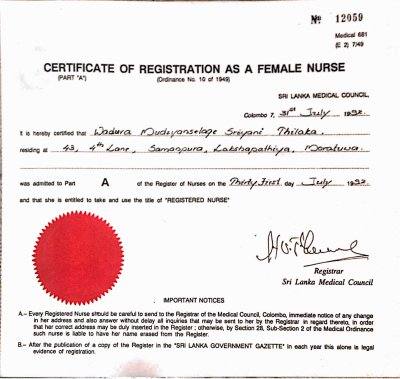 № 12059
Medical 681
(E 2) 7/49
CERTIFICATE OF REGISTRATION AS A FEMALE NURSE
(PART "A") (Ordinance No. 10 of 1949)
SRI LANKA MEDICAL COUNCIL,
Colombo 7, 31st July 1992.
It is hereby certified that Wadura Mudiyanselage Sriyani Thilaka
residing at 43, 4th Lane, Samanpura, Lakshapathiya, Moratuwa.
was admitted to Part A of the Register of Nurses on the Thirty First day July 1992
and that she is entitled to take and use the title of "REGISTERED NURSE"
Registrar
Sri Lanka Medical Council
IMPORTANT NOTICES
A.– Every Registered Nurse should be careful to send to the Registrar of the Medical Council, Colombo, immediate notice of any change
in her address and also answer without delay all inquiries that may be sent to her by the Registrar in regard thereto, in order
that her correct address may be duly inserted in the Register ; otherwise, by Section 28, Sub-Section 2 of the Medical Ordinance
such nurse is liable to have her name erased from the Register.
B.– After the publication of a copy of the Register in the "SRI LANKA GOVERNMENT GAZETTE" in each year this alone is legal
evidence of registration.